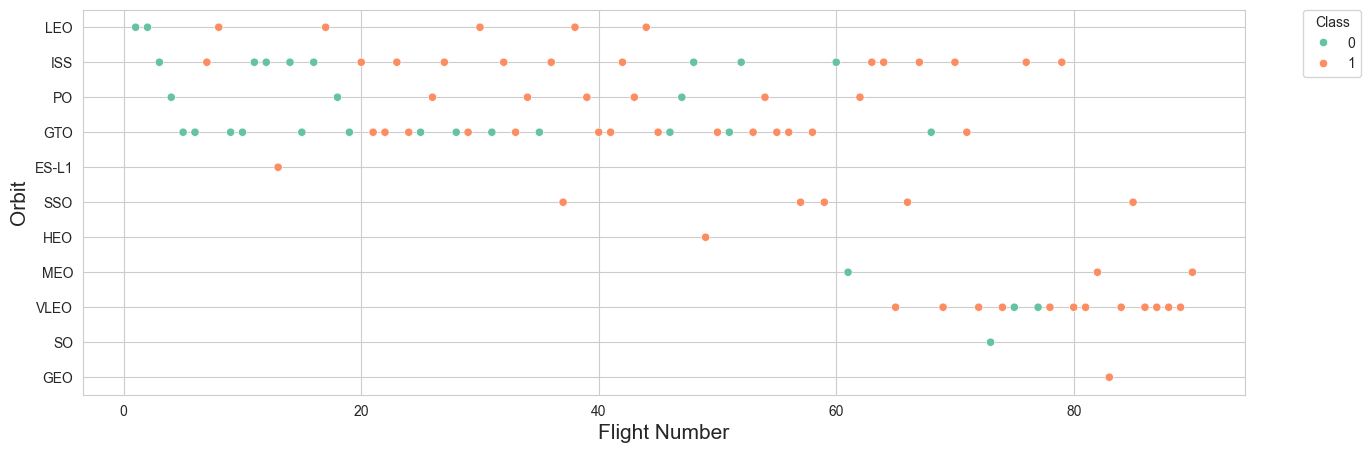 LEO
ISS
PO
GTO
ES-L1
SSO
HEO
MEO
VLEO
SO
GEO
Orbit
0 20 40 60 80
Flight Number
Class
0
1